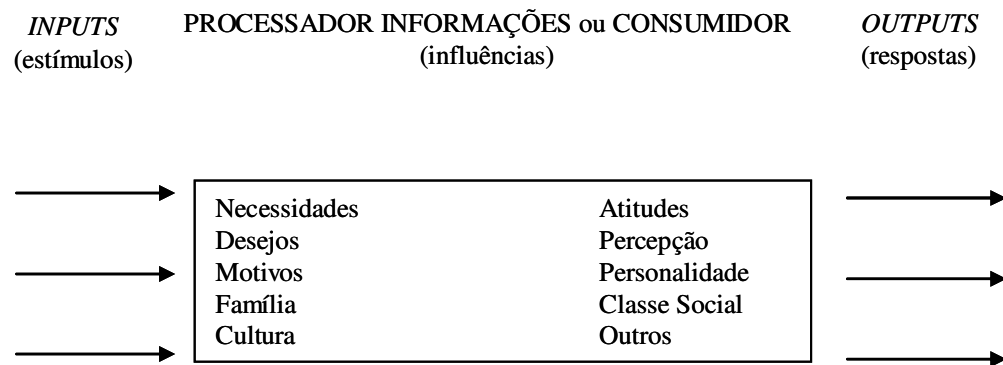 INPUTS
(estímulos)
PROCESSADOR INFORMAÇÕES ou CONSUMIDOR
(influências)
OUTPUTS
(respostas)
Necessidades
Desejos
Motivos
Família
Cultura
Atitudes
Percepção
Personalidade
Classe Social
Outros